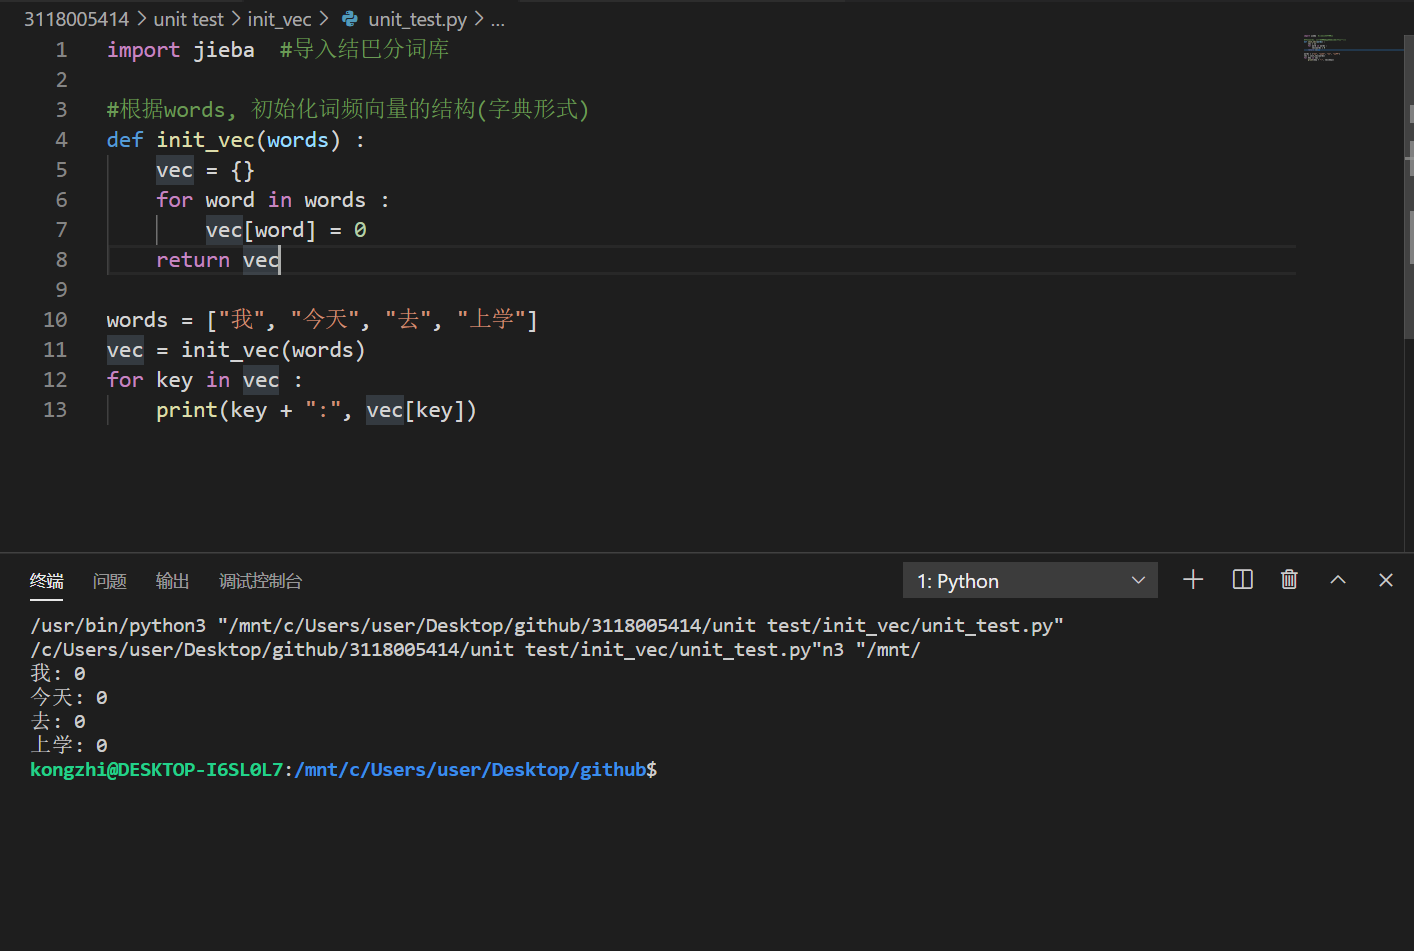 3118005414 > unit test > init_vec > unit_test.py > ...
1 import jieba  #导入结巴分词库
2
3 #根据words, 初始化词频向量的结构(字典形式)
4 def init_vec(words) :
5     vec = {}
6     for word in words :
7         vec[word] = 0
8     return vec
9
10 words = ["我", "今天", "去", "上学"]
11 vec = init_vec(words)
12 for key in vec :
13     print(key + ":", vec[key])
终端 问题 输出 调试控制台 1: Python
/usr/bin/python3 "/mnt/c/Users/user/Desktop/github/3118005414/unit test/init_vec/unit_test.py"
/c/Users/user/Desktop/github/3118005414/unit test/init_vec/unit_test.py"n3 "/mnt/
我: 0
今天: 0
去: 0
上学: 0
kongzhi@DESKTOP-I6SL0L7:/mnt/c/Users/user/Desktop/github$